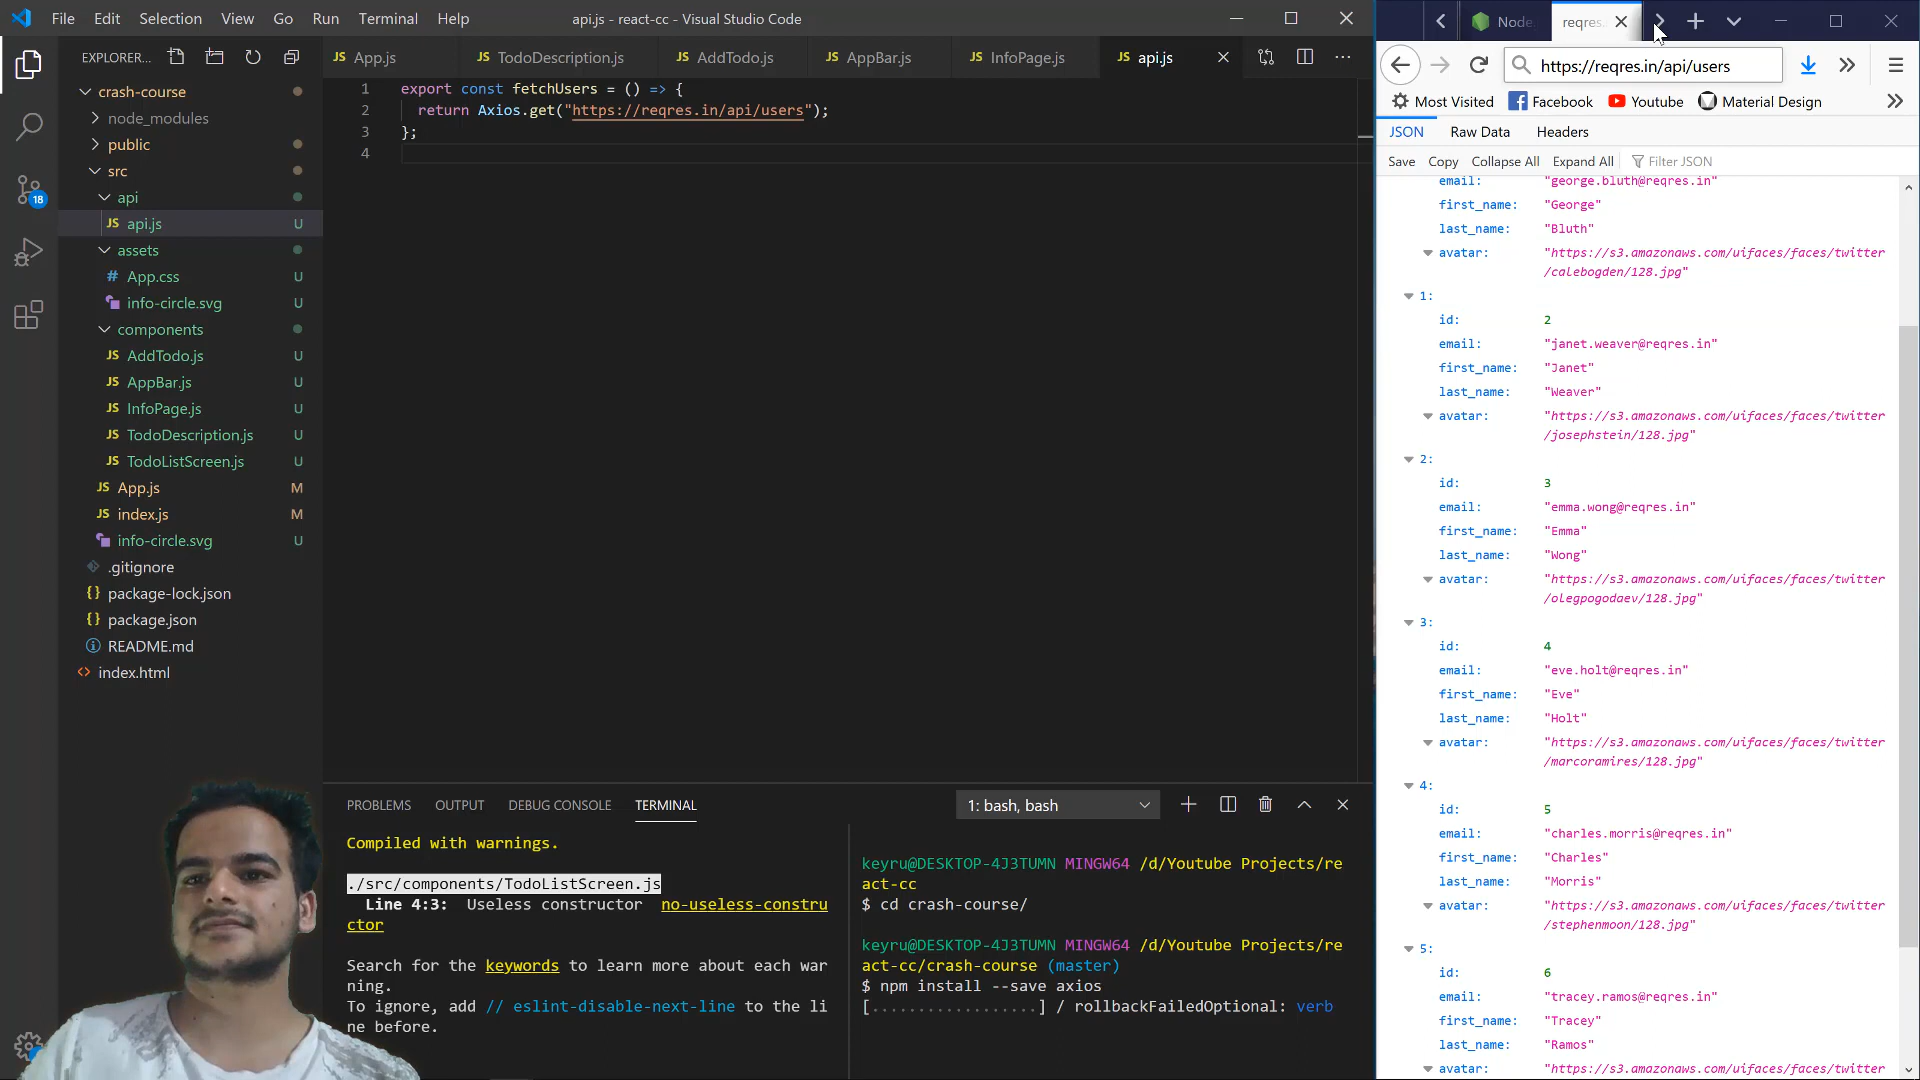 File Edit Selection View Go Run Terminal Help
api.js - react-cc - Visual Studio Code
EXPLORER...
crash-course
node_modules
public
src
api
JS api.js U
assets
# App.css U
info-circle.svg U
components
JS AddTodo.js U
JS AppBar.js U
JS InfoPage.js U
JS TodoDescription.js U
JS TodoListScreen.js U
JS App.js M
JS index.js M
info-circle.svg U
.gitignore
{} package-lock.json
{} package.json
README.md
<> index.html
18
JS App.js JS TodoDescription.js JS AddTodo.js JS AppBar.js JS InfoPage.js JS api.js
1 export const fetchUsers = () => {
2 return Axios.get("https://reqres.in/api/users");
3 };
4
PROBLEMS OUTPUT DEBUG CONSOLE TERMINAL
1: bash, bash
Compiled with warnings.
./src/components/TodoListScreen.js
Line 4:3: Useless constructor no-useless-constru
ctor
Search for the keywords to learn more about each war
ning.
To ignore, add // eslint-disable-next-line to the li
ne before.
keyru@DESKTOP-4J3TUMN MINGW64 /d/Youtube Projects/re
act-cc
$ cd crash-course/
keyru@DESKTOP-4J3TUMN MINGW64 /d/Youtube Projects/re
act-cc/crash-course (master)
$ npm install --save axios
[..................] / rollbackFailedOptional: verb
Node reqres.
https://reqres.in/api/users
Most Visited Facebook Youtube Material Design
JSON Raw Data Headers
Save Copy Collapse All Expand All Filter JSON
email: "george.bluth@reqres.in"
first_name: "George"
last_name: "Bluth"
avatar: "https://s3.amazonaws.com/uifaces/faces/twitter
/calebogden/128.jpg"
1:
id: 2
email: "janet.weaver@reqres.in"
first_name: "Janet"
last_name: "Weaver"
avatar: "https://s3.amazonaws.com/uifaces/faces/twitter
/josephstein/128.jpg"
2:
id: 3
email: "emma.wong@reqres.in"
first_name: "Emma"
last_name: "Wong"
avatar: "https://s3.amazonaws.com/uifaces/faces/twitter
/olegpogodaev/128.jpg"
3:
id: 4
email: "eve.holt@reqres.in"
first_name: "Eve"
last_name: "Holt"
avatar: "https://s3.amazonaws.com/uifaces/faces/twitter
/marcoramires/128.jpg"
4:
id: 5
email: "charles.morris@reqres.in"
first_name: "Charles"
last_name: "Morris"
avatar: "https://s3.amazonaws.com/uifaces/faces/twitter
/stephenmoon/128.jpg"
5:
id: 6
email: "tracey.ramos@reqres.in"
first_name: "Tracey"
last_name: "Ramos"
avatar: "https://s3.amazonaws.com/uifaces/faces/twitter